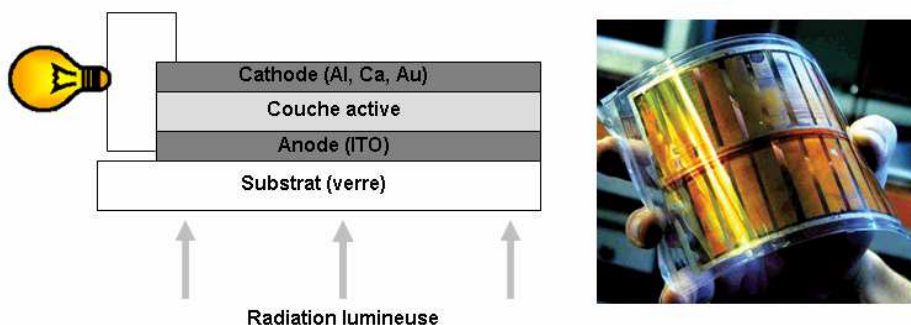 Cathode (Al, Ca, Au)
Couche active
Anode (ITO)
Substrat (verre)
Radiation lumineuse